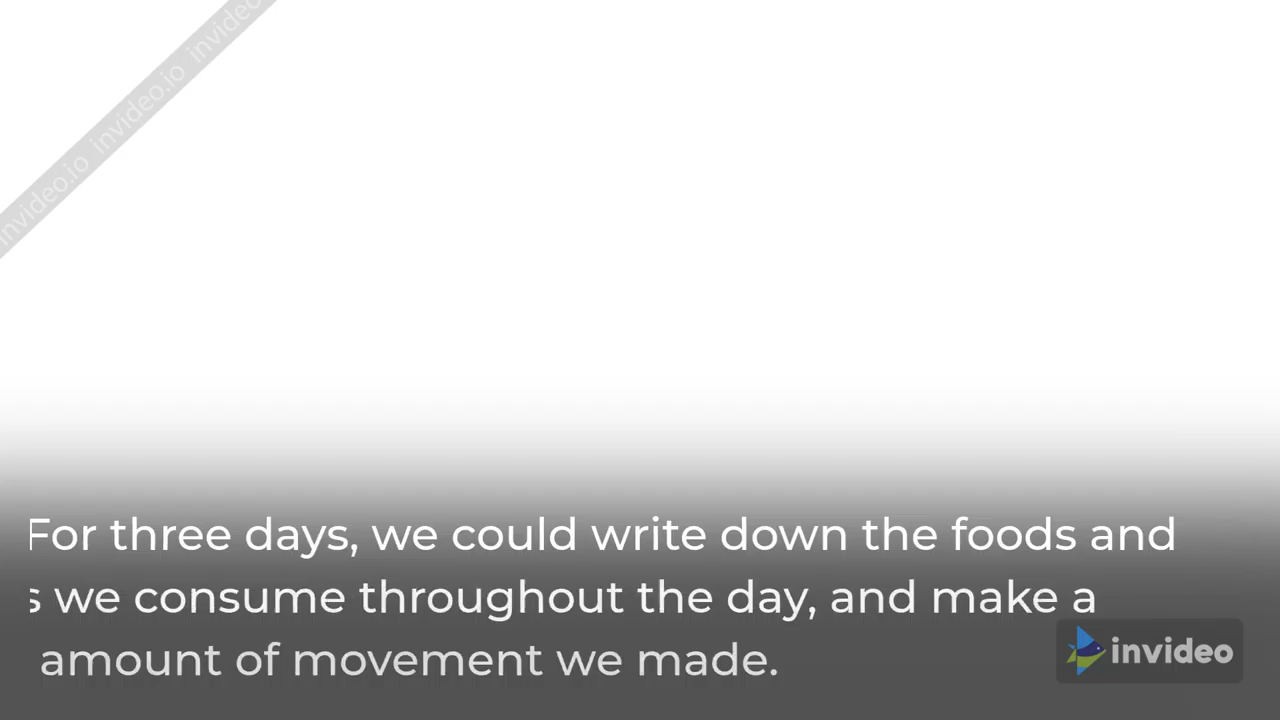 invideo.io invideo.io invideo
For three days, we could write down the foods and
s we consume throughout the day, and make a
amount of movement we made.
invideo